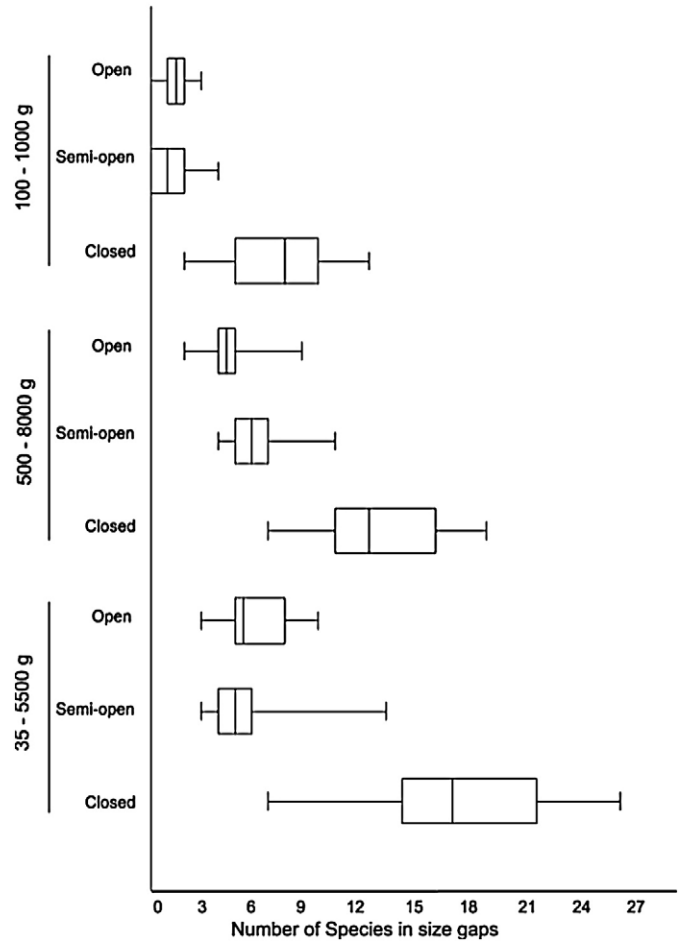 100 - 1000 g
Open
Semi-open
Closed
500 - 8000 g
Open
Semi-open
Closed
35 - 5500 g
Open
Semi-open
Closed
0 3 6 9 12 15 18 21 24 27
Number of Species in size gaps